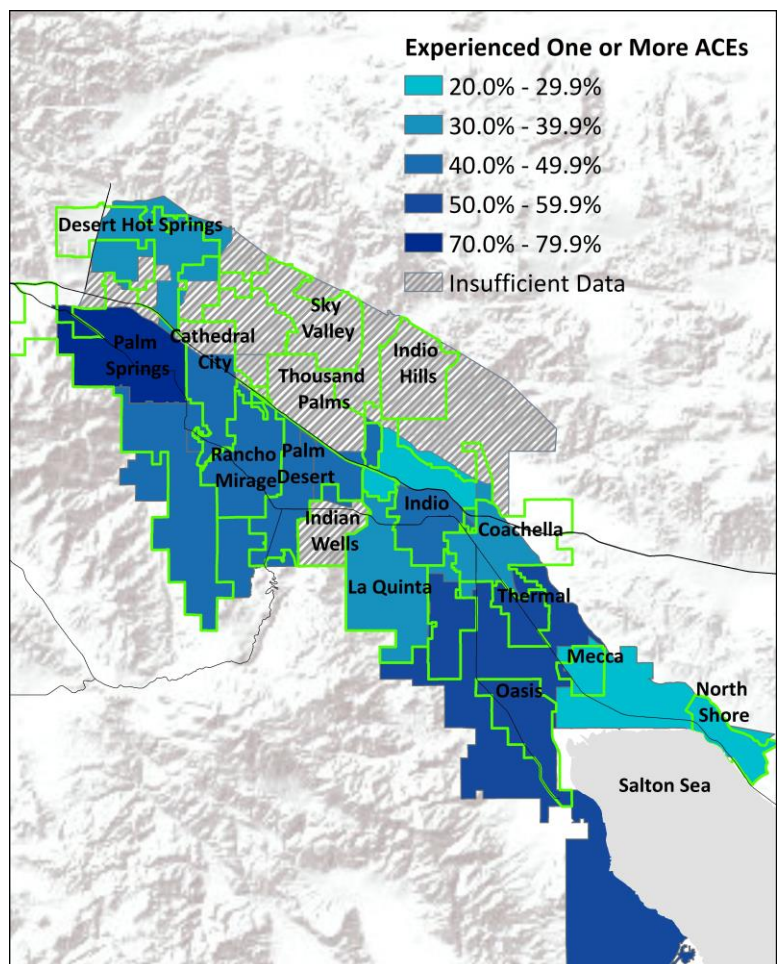 Experienced One or More ACEs
20.0% - 29.9%
30.0% - 39.9%
40.0% - 49.9%
50.0% - 59.9%
70.0% - 79.9%
Insufficient Data
Desert Hot Springs
Sky
Valley
Cathedral
City
Indio
Hills
Palm
Springs
Thousand
Palms
Rancho
Mirage
Palm
Desert
Indio
Indian
Wells
Coachella
La Quinta
Thermal
Mecca
Oasis
North
Shore
Salton Sea